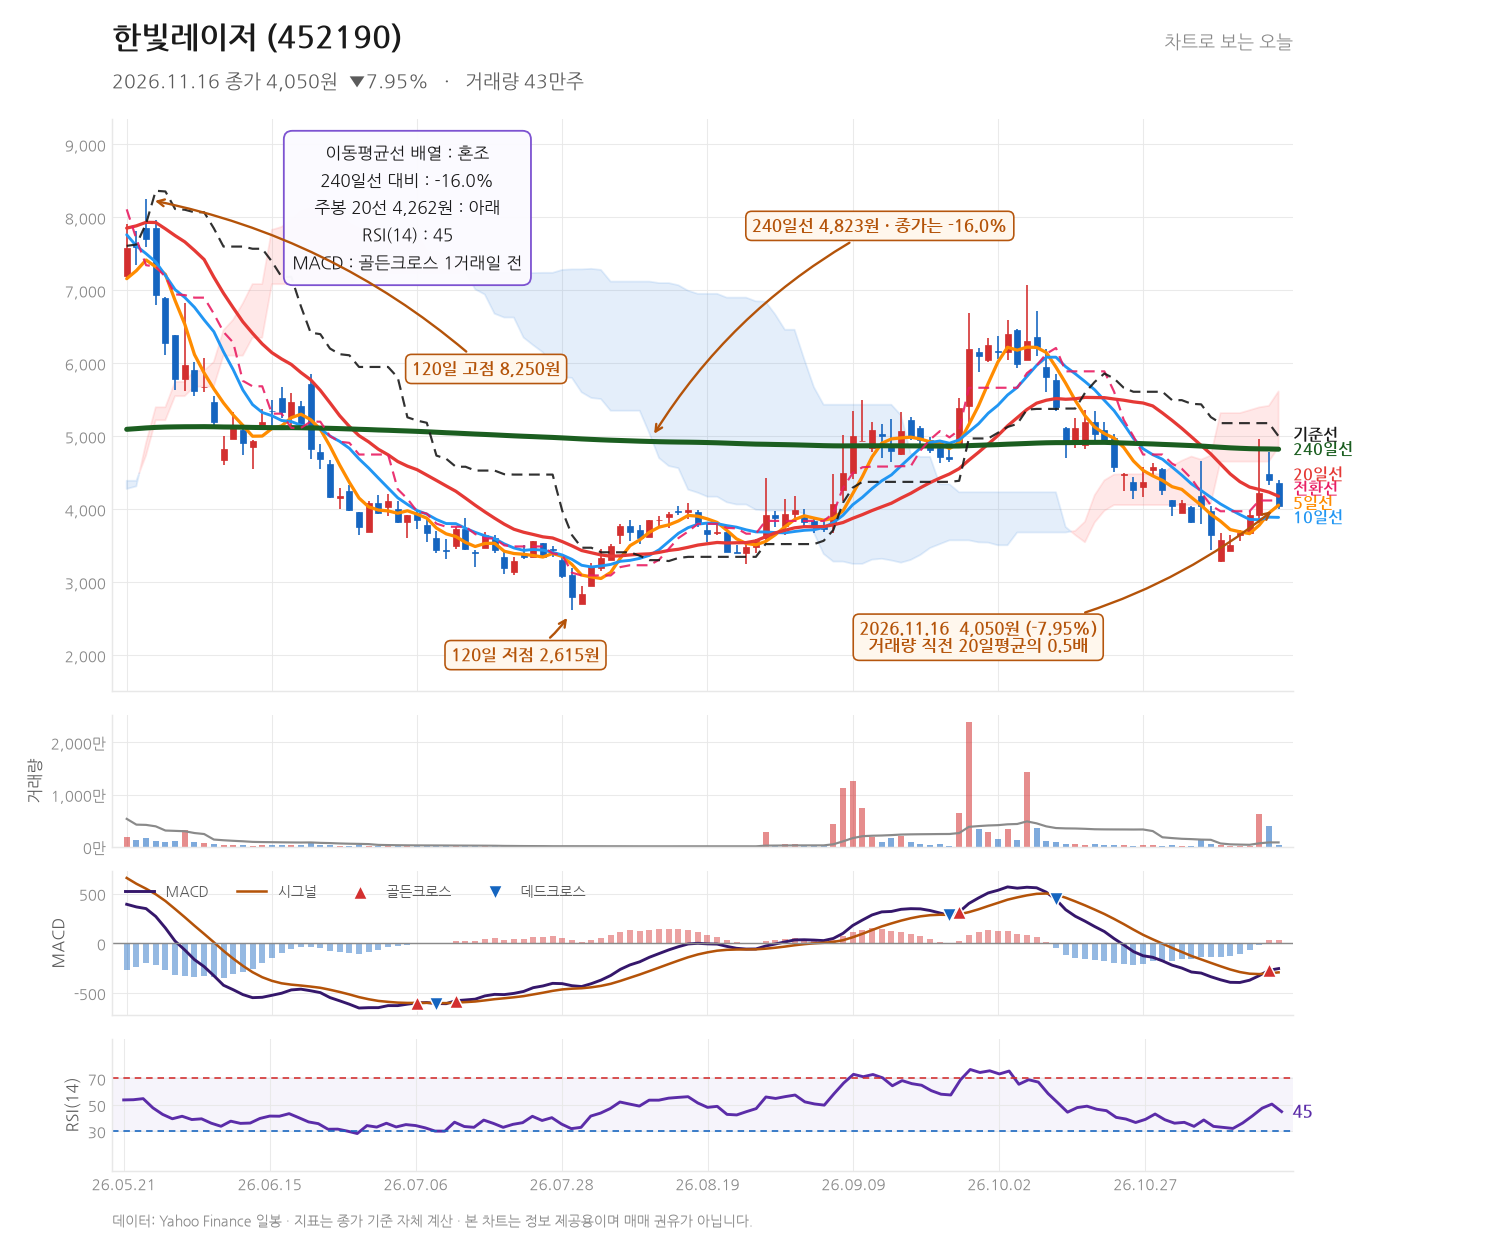 한빛레이저 (452190)
차트로 보는 오늘
2026.11.16 종가 4,050원 ▼7.95% · 거래량 43만주
9,000
8,000
7,000
6,000
5,000
4,000
3,000
2,000
이동평균선 배열 : 혼조
240일선 대비 : -16.0%
주봉 20선 4,262원 : 아래
RSI(14) : 45
MACD : 골든크로스 1거래일 전
240일선 4,823원 · 종가는 -16.0%
120일 고점 8,250원
120일 저점 2,615원
2026.11.16 4,050원 (-7.95%)
거래량 직전 20일평균의 0.5배
기준선
240일선
20일선
전환선
5일선
10일선
거래량
2,000만
1,000만
0만
MACD
500
0
-500
MACD 시그널 골든크로스 데드크로스
RSI(14)
70
50
30
45
26.05.21 26.06.15 26.07.06 26.07.28 26.08.19 26.09.09 26.10.02 26.10.27
데이터: Yahoo Finance 일봉 · 지표는 종가 기준 자체 계산 · 본 차트는 정보 제공용이며 매매 권유가 아닙니다.